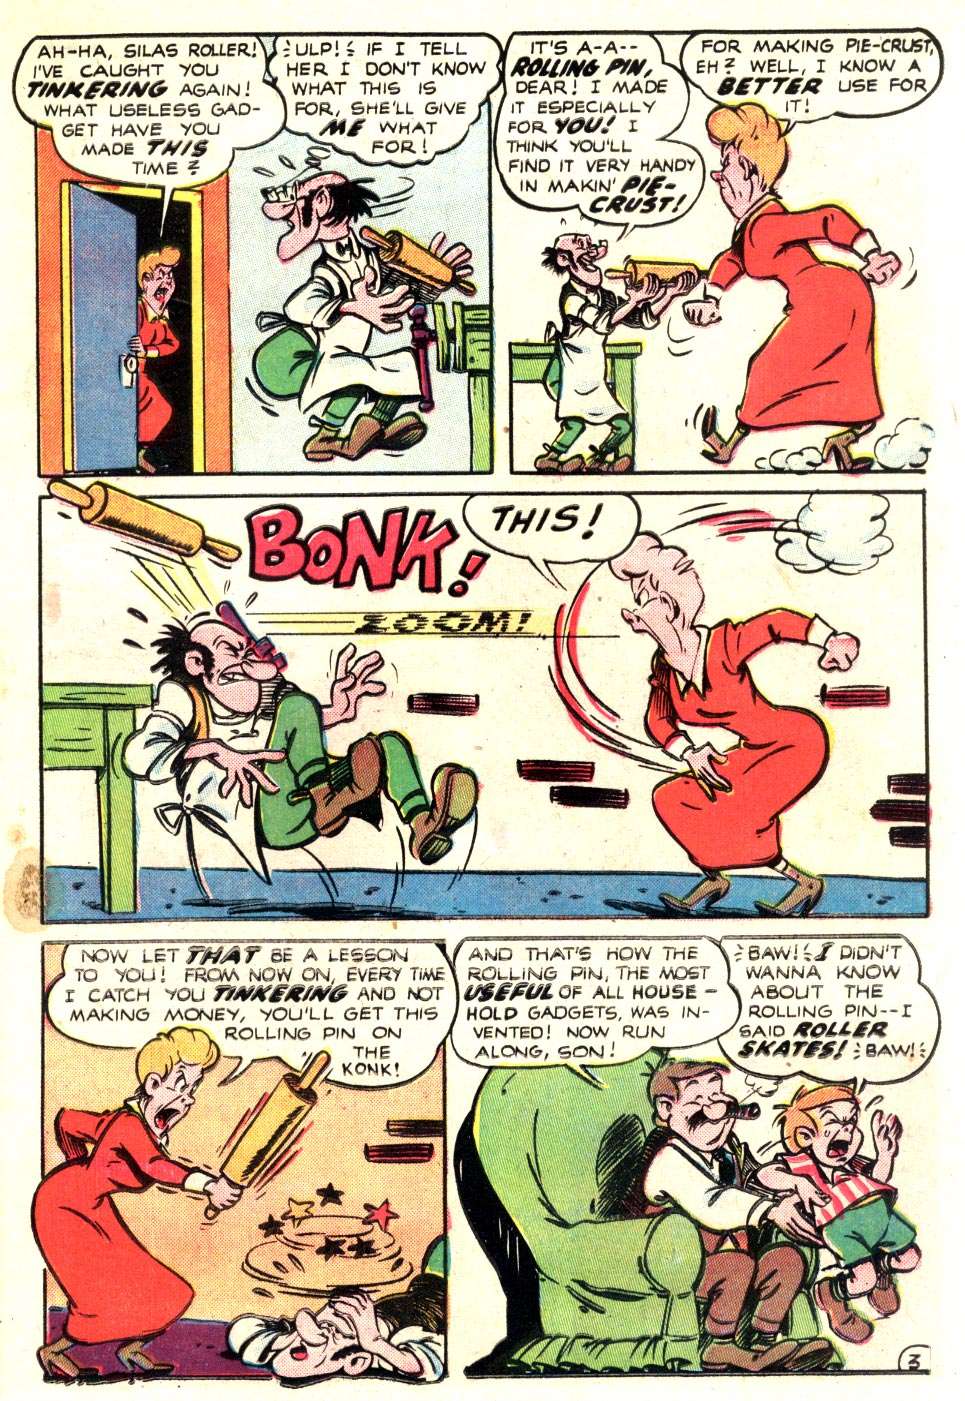 AH-HA, SILAS ROLLER!
I'VE CAUGHT YOU
TINKERING AGAIN!
WHAT USELESS GAD-
GET HAVE YOU
MADE THIS
TIME?
ULP! IF I TELL
HER I DON'T KNOW
WHAT THIS IS
FOR, SHE'LL GIVE
ME WHAT
FOR!
IT'S A-A--
ROLLING PIN,
DEAR! I MADE
IT ESPECIALLY
FOR YOU! I
THINK YOU'LL
FIND IT VERY HANDY
IN MAKIN' PIE-
CRUST!
FOR MAKING PIE-CRUST,
EH? WELL, I KNOW A
BETTER USE FOR
IT!
BONK!
ZOOM!
THIS!
NOW LET THAT BE A LESSON
TO YOU! FROM NOW ON, EVERY TIME
I CATCH YOU TINKERING AND NOT
MAKING MONEY, YOU'LL GET THIS
ROLLING PIN ON
THE
KONK!
AND THAT'S HOW THE
ROLLING PIN, THE MOST
USEFUL OF ALL HOUSE-
HOLD GADGETS, WAS IN-
VENTED! NOW RUN
ALONG, SON!
BAW! I DIDN'T
WANNA KNOW
ABOUT THE
ROLLING PIN--I
SAID ROLLER
SKATES! BAW!
3